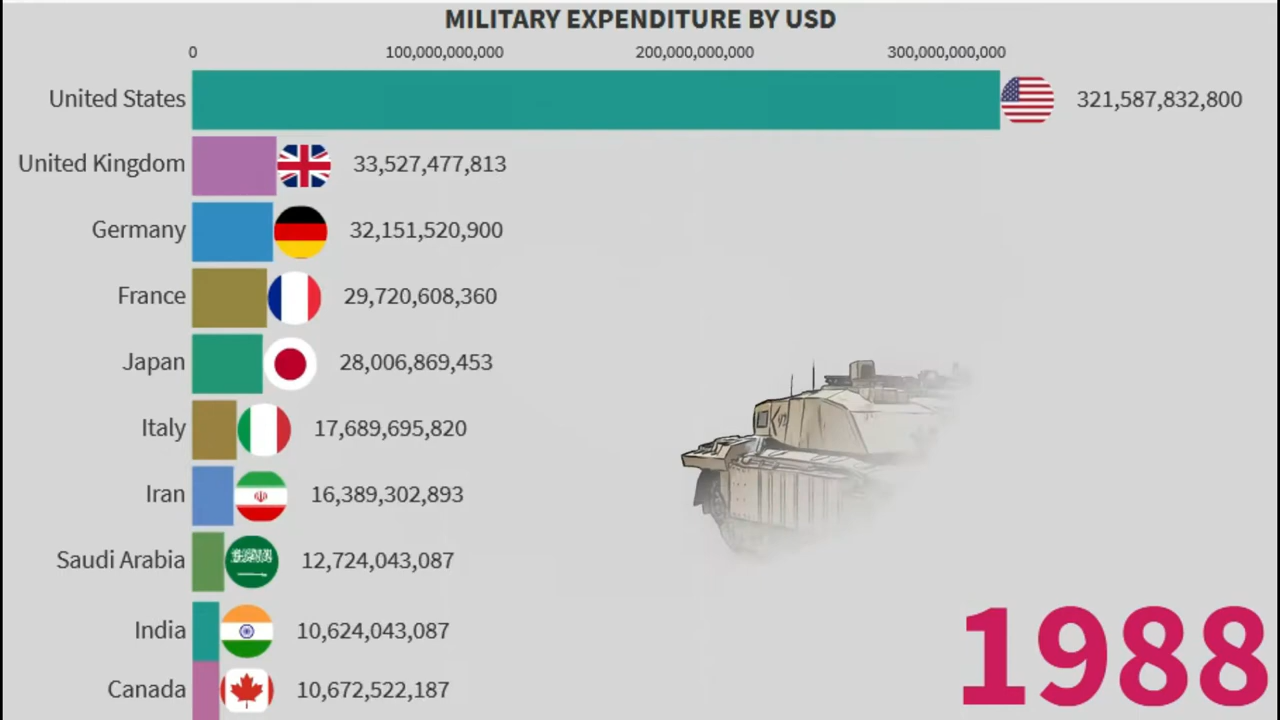 MILITARY EXPENDITURE BY USD
0 100,000,000,000 200,000,000,000 300,000,000,000
United States 321,587,832,800
United Kingdom 33,527,477,813
Germany 32,151,520,900
France 29,720,608,360
Japan 28,006,869,453
Italy 17,689,695,820
Iran 16,389,302,893
Saudi Arabia 12,724,043,087
India 10,624,043,087
Canada 10,672,522,187
1988